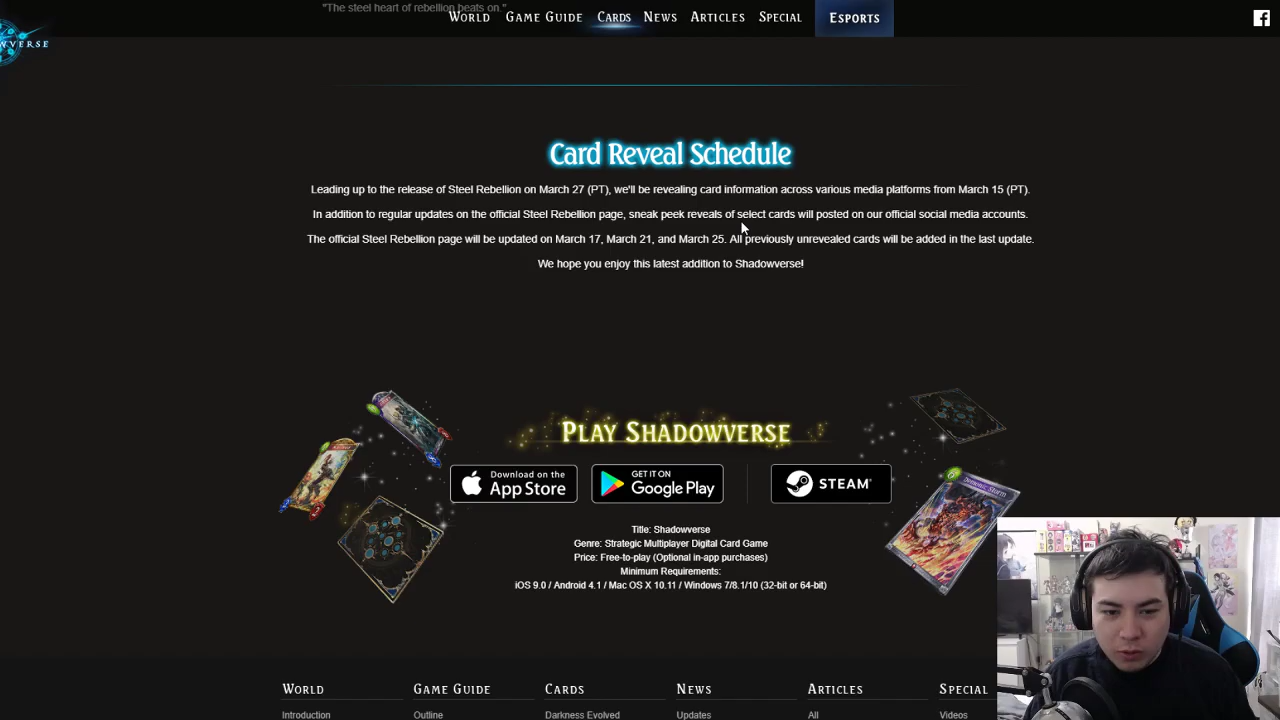 "The steel heart of rebellion beats on."
WORLD GAME GUIDE CARDS NEWS ARTICLES SPECIAL ESPORTS
WVERSE
Card Reveal Schedule
Leading up to the release of Steel Rebellion on March 27 (PT), we'll be revealing card information across various media platforms from March 15 (PT).
In addition to regular updates on the official Steel Rebellion page, sneak peek reveals of select cards will posted on our official social media accounts.
The official Steel Rebellion page will be updated on March 17, March 21, and March 25. All previously unrevealed cards will be added in the last update.
We hope you enjoy this latest addition to Shadowverse!
PLAY SHADOWVERSE
Download on the
App Store
GET IT ON
Google Play
STEAM
Demonic Storm
Title: Shadowverse
Genre: Strategic Multiplayer Digital Card Game
Price: Free-to-play (Optional in-app purchases)
Minimum Requirements:
iOS 9.0 / Android 4.1 / Mac OS X 10.11 / Windows 7/8.1/10 (32-bit or 64-bit)
WORLD GAME GUIDE CARDS NEWS ARTICLES SPECIAL
Introduction Outline Darkness Evolved Updates All Videos